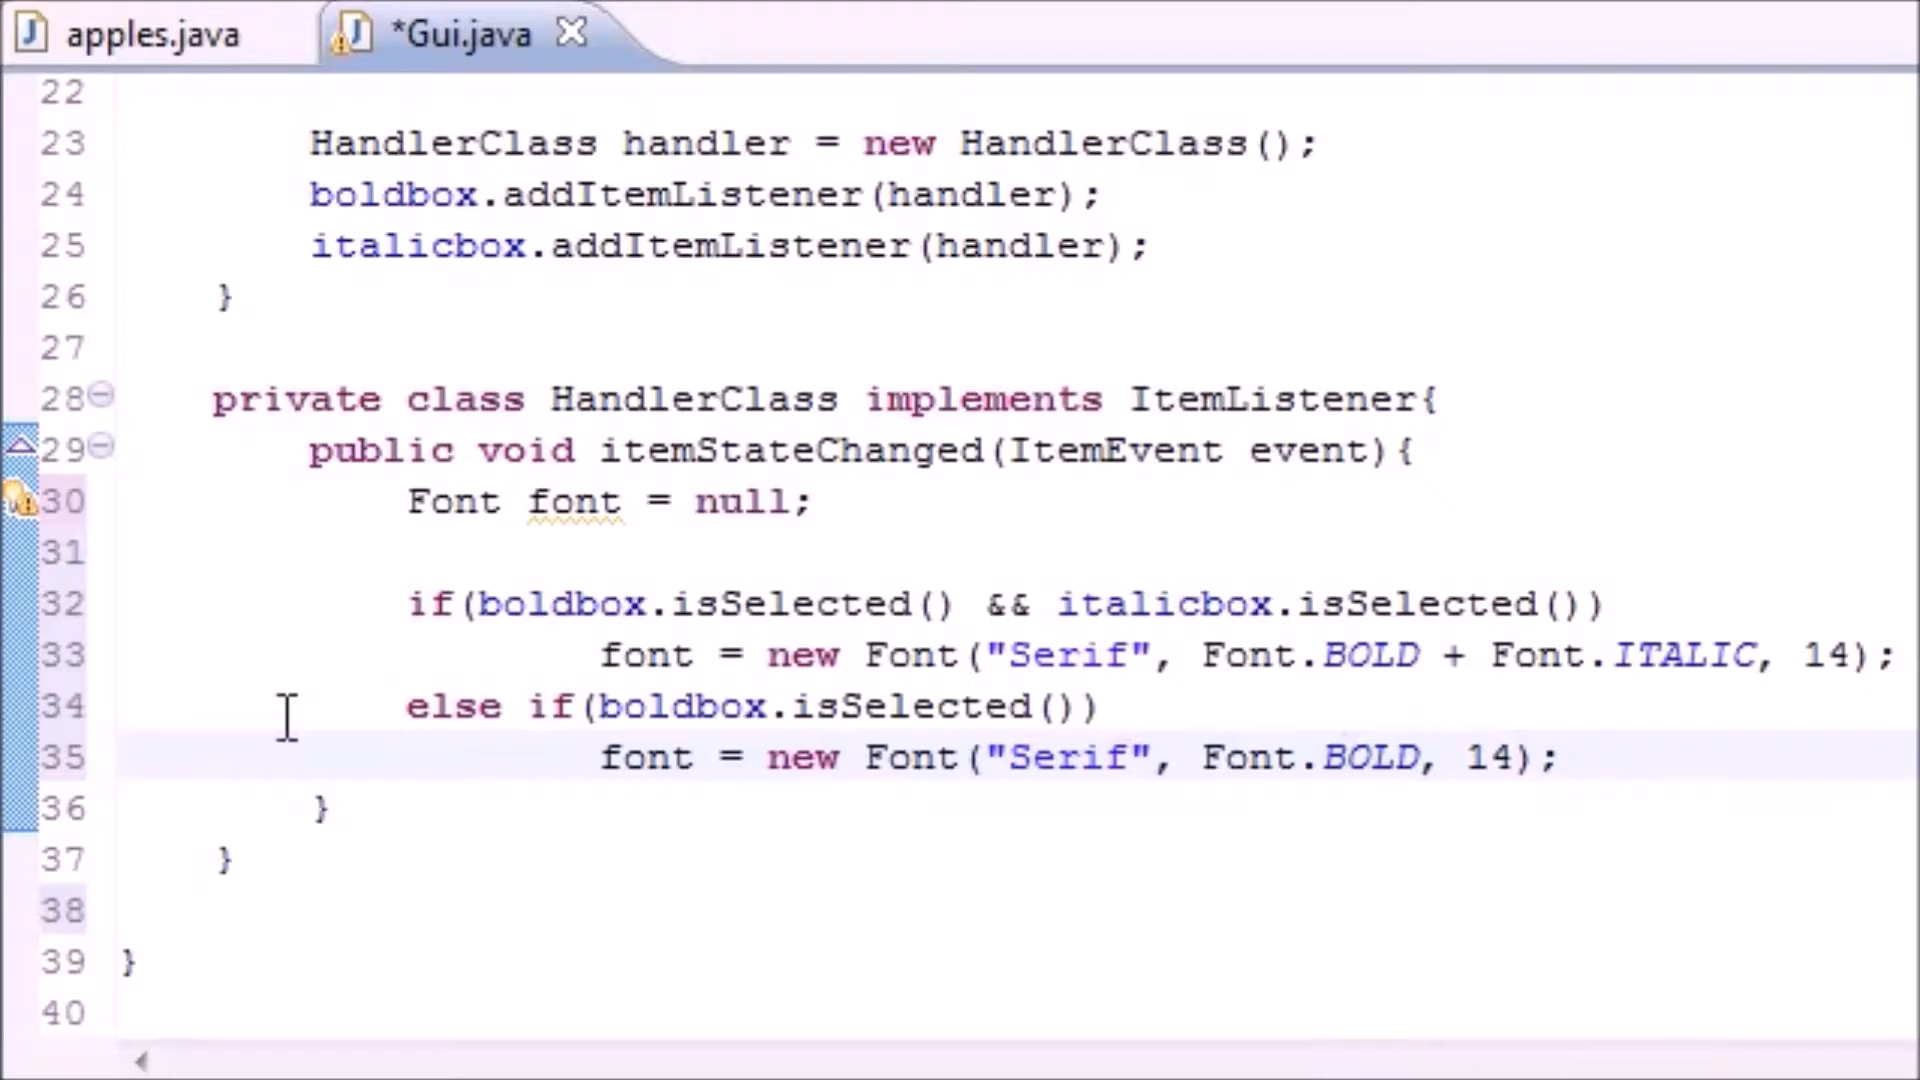 apples.java *Gui.java
22
23 HandlerClass handler = new HandlerClass();
24 boldbox.addItemListener(handler);
25 italicbox.addItemListener(handler);
26 }
27
28 private class HandlerClass implements ItemListener{
29 public void itemStateChanged(ItemEvent event){
30 Font font = null;
31
32 if(boldbox.isSelected() && italicbox.isSelected())
33 font = new Font("Serif", Font.BOLD + Font.ITALIC, 14);
34 else if(boldbox.isSelected())
35 font = new Font("Serif", Font.BOLD, 14);
36 }
37 }
38
39 }
40